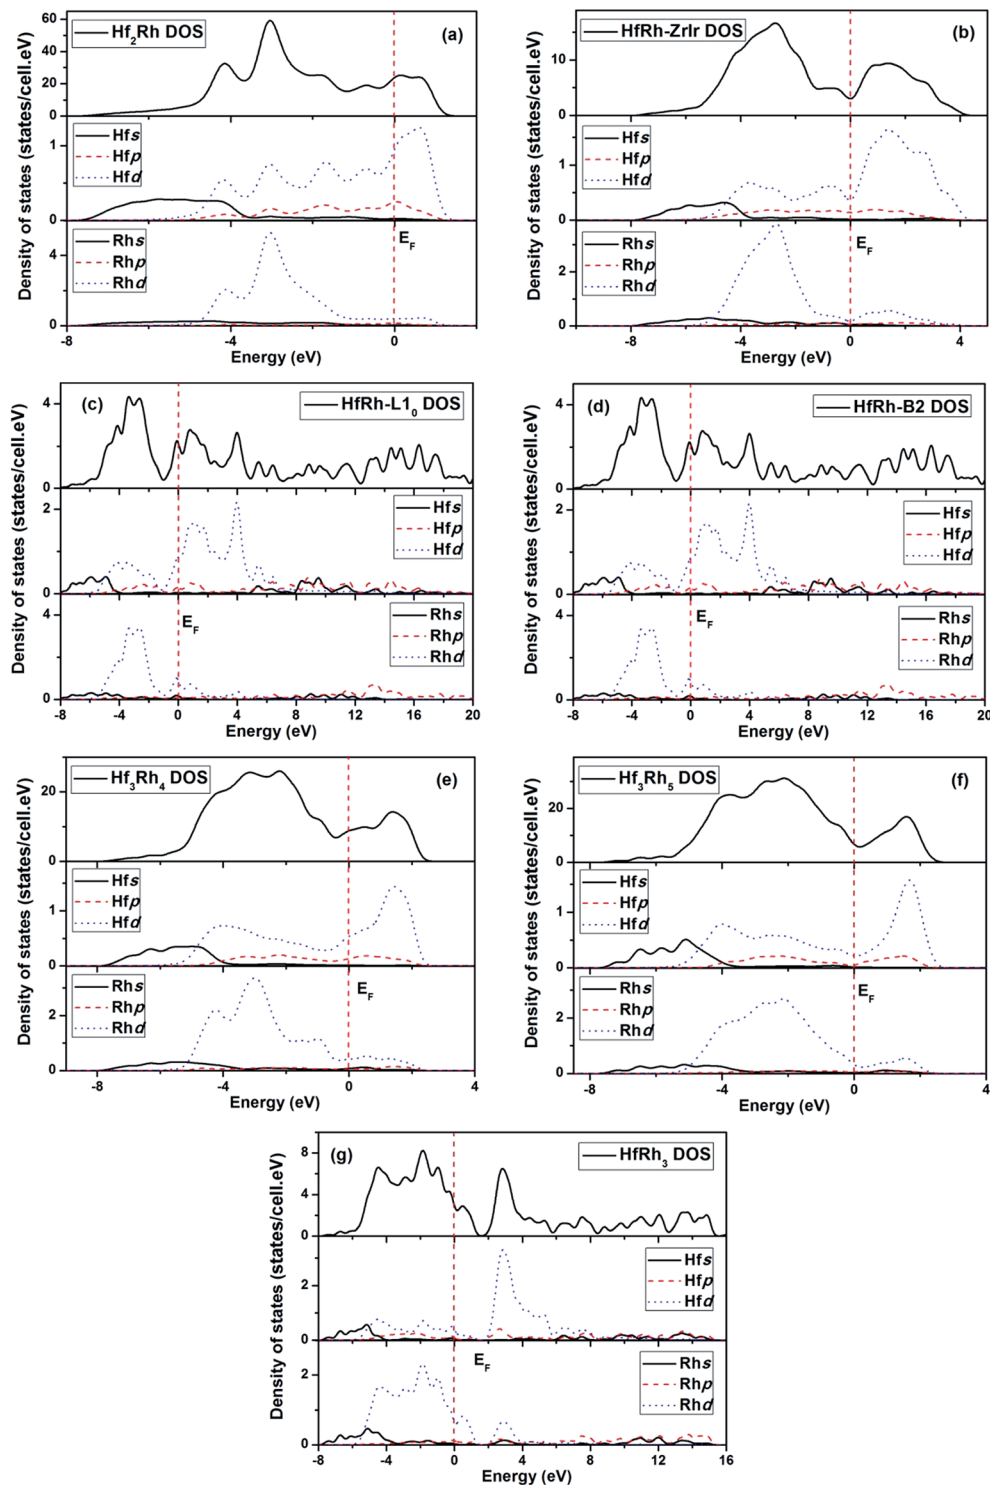 Hf2Rh DOS
(a)
60
40
20
0
Hfs
Hfp
Hfd
1
0
Rhs
Rhp
Rhd
EF
4
0
-8 -4 0
Energy (eV)
Density of states (states/cell.eV)
HfRh-ZrIr DOS
(b)
10
5
0
Hfs
Hfp
Hfd
1
0
Rhs
Rhp
Rhd
EF
2
0
-8 -4 0 4
Energy (eV)
Density of states (states/cell.eV)
(c)
HfRh-L10 DOS
4
2
0
Hfs
Hfp
Hfd
2
0
Rhs
Rhp
Rhd
EF
4
0
-8 -4 0 4 8 12 16 20
Energy (eV)
Density of states (states/cell.eV)
(d)
HfRh-B2 DOS
4
2
0
Hfs
Hfp
Hfd
2
0
Rhs
Rhp
Rhd
EF
4
0
-8 -4 0 4 8 12 16 20
Energy (eV)
Density of states (states/cell.eV)
Hf3Rh4 DOS
(e)
20
0
Hfs
Hfp
Hfd
1
0
Rhs
Rhp
Rhd
EF
2
0
-8 -4 0 4
Energy (eV)
Density of states (states/cell.eV)
Hf3Rh5 DOS
(f)
20
0
Hfs
Hfp
Hfd
1
0
Rhs
Rhp
Rhd
EF
2
0
-8 -4 0 4
Energy (eV)
Density of states (states/cell.eV)
(g)
HfRh3 DOS
8
4
0
Hfs
Hfp
Hfd
2
0
Rhs
Rhp
Rhd
EF
2
0
-8 -4 0 4 8 12 16
Energy (eV)
Density of states (states/cell.eV)